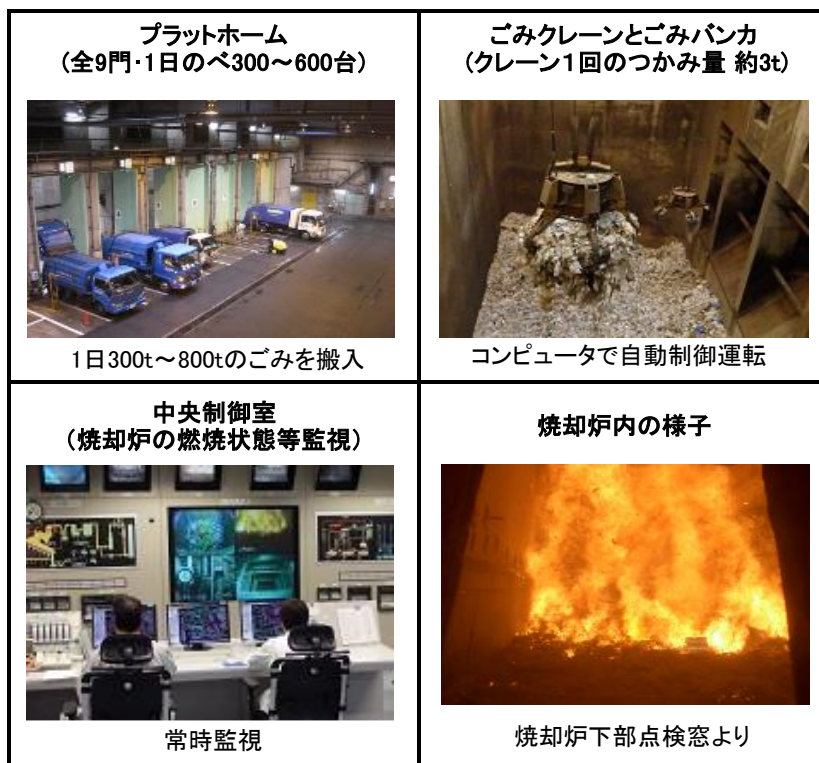 プラットホーム
(全9門・1日のべ300～600台)
1日300t～800tのごみを搬入
ごみクレーンとごみバンカ
(クレーン1回のつかみ量 約3t)
コンピュータで自動制御運転
中央制御室
(焼却炉の燃焼状態等監視)
常時監視
焼却炉内の様子
焼却炉下部点検窓より